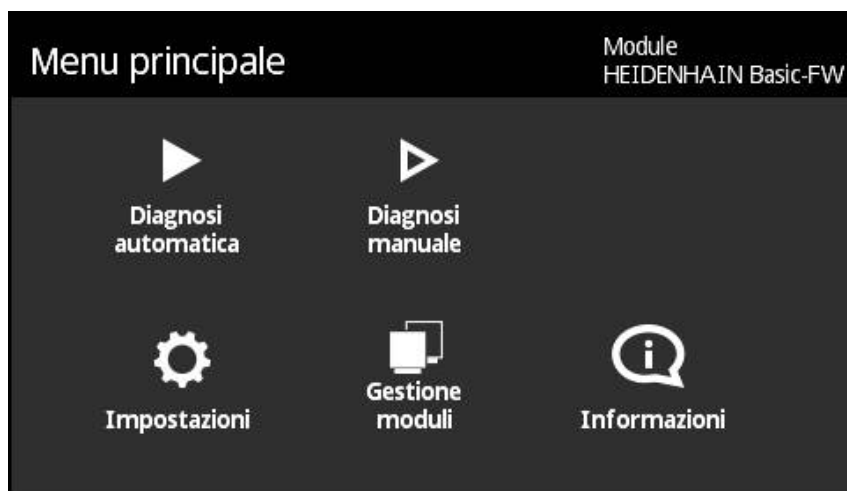 Menu principale
Module
HEIDENHAIN Basic-FW
Diagnosi
automatica
Diagnosi
manuale
Impostazioni
Gestione
moduli
Informazioni